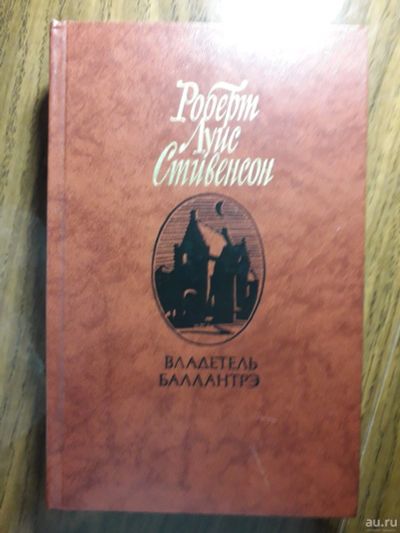 Роберт
Луис
Стивенсон
ВЛАДЕТЕЛЬ
БАЛЛАНТРЭ
au.ru